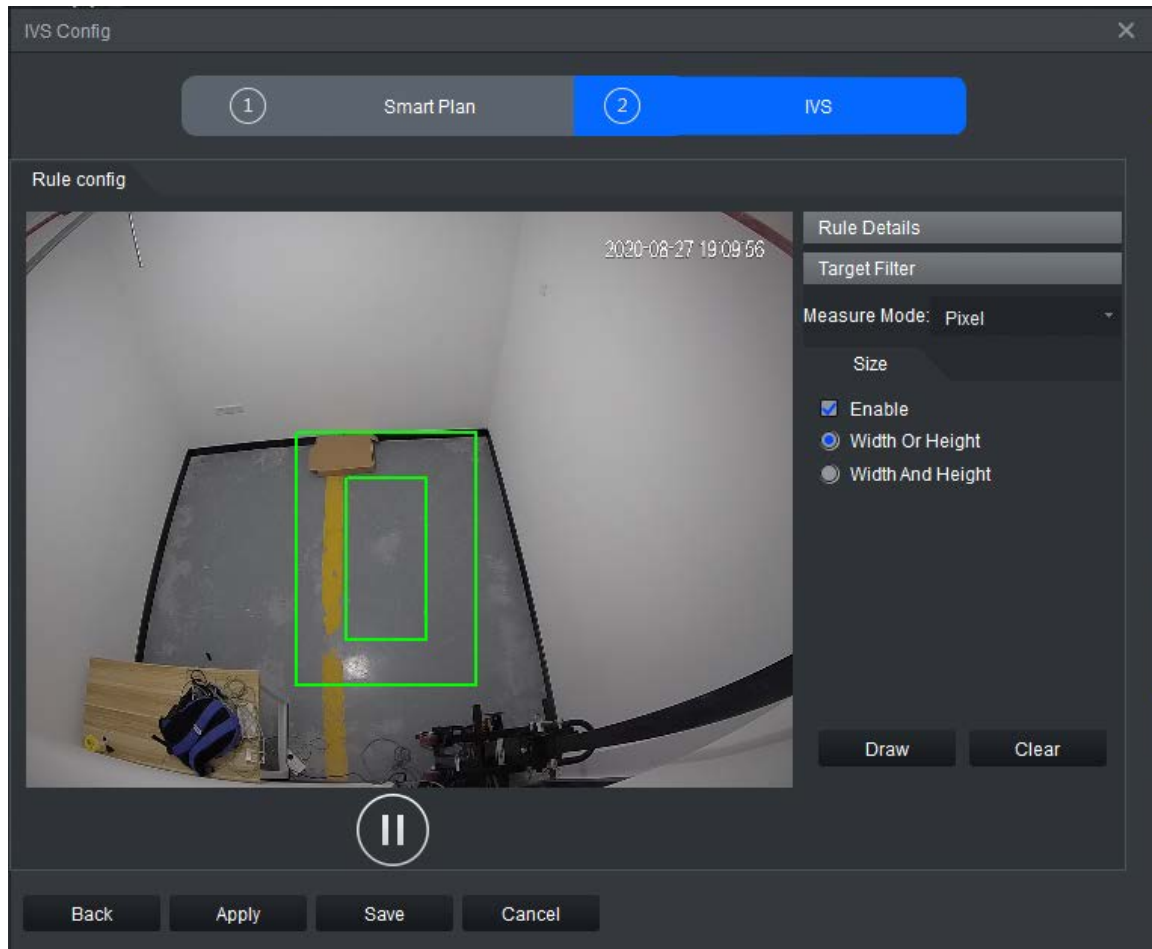 IVS Config
1 Smart Plan 2 IVS
Rule config
2020-08-27 19:09:56
Rule Details
Target Filter
Measure Mode: Pixel
Size
Enable
Width Or Height
Width And Height
Draw Clear
Back Apply Save Cancel